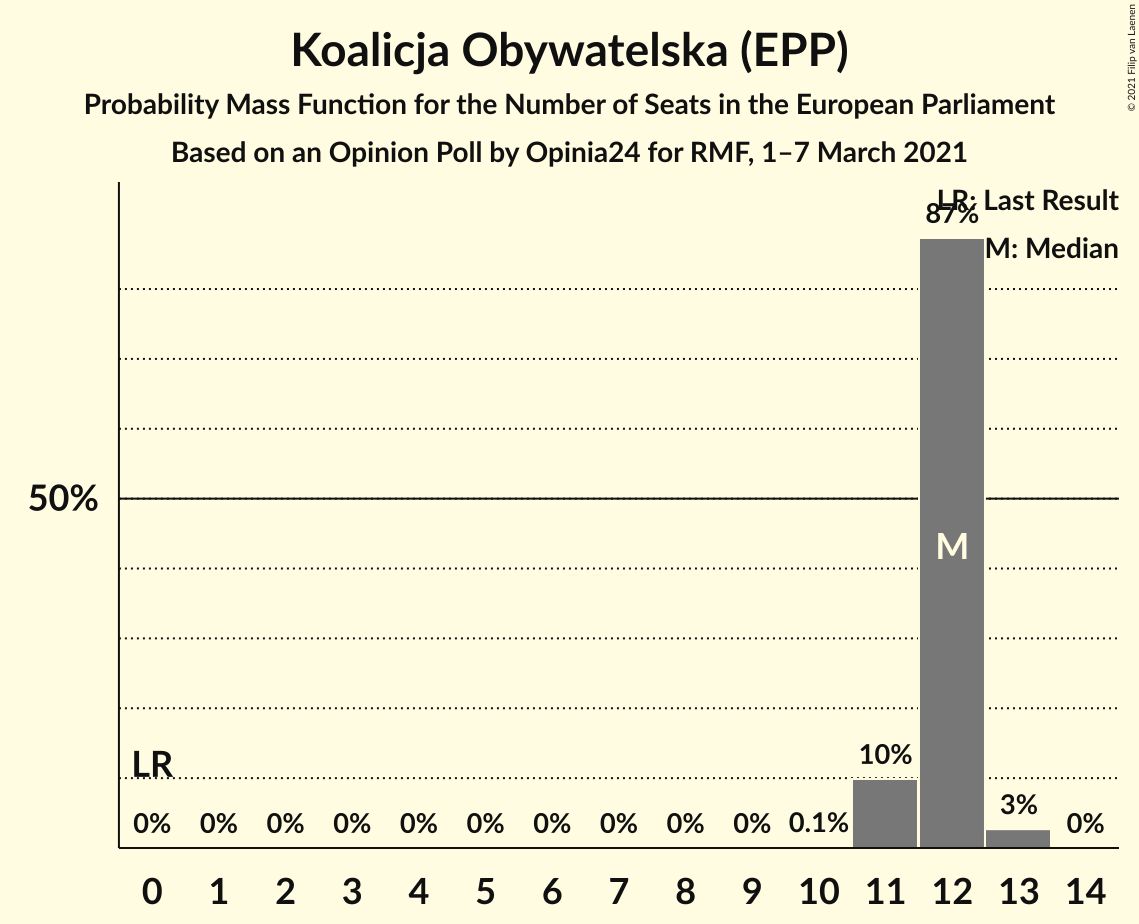 Koalicja Obywatelska (EPP)
Probability Mass Function for the Number of Seats in the European Parliament
Based on an Opinion Poll by Opinia24 for RMF, 1–7 March 2021
© 2021 Filip van Laenen
LR: Last Result
87%
M: Median
50%
M
LR
10%
3%
0% 0% 0% 0% 0% 0% 0% 0% 0% 0% 0.1% 0%
0 1 2 3 4 5 6 7 8 9 10 11 12 13 14